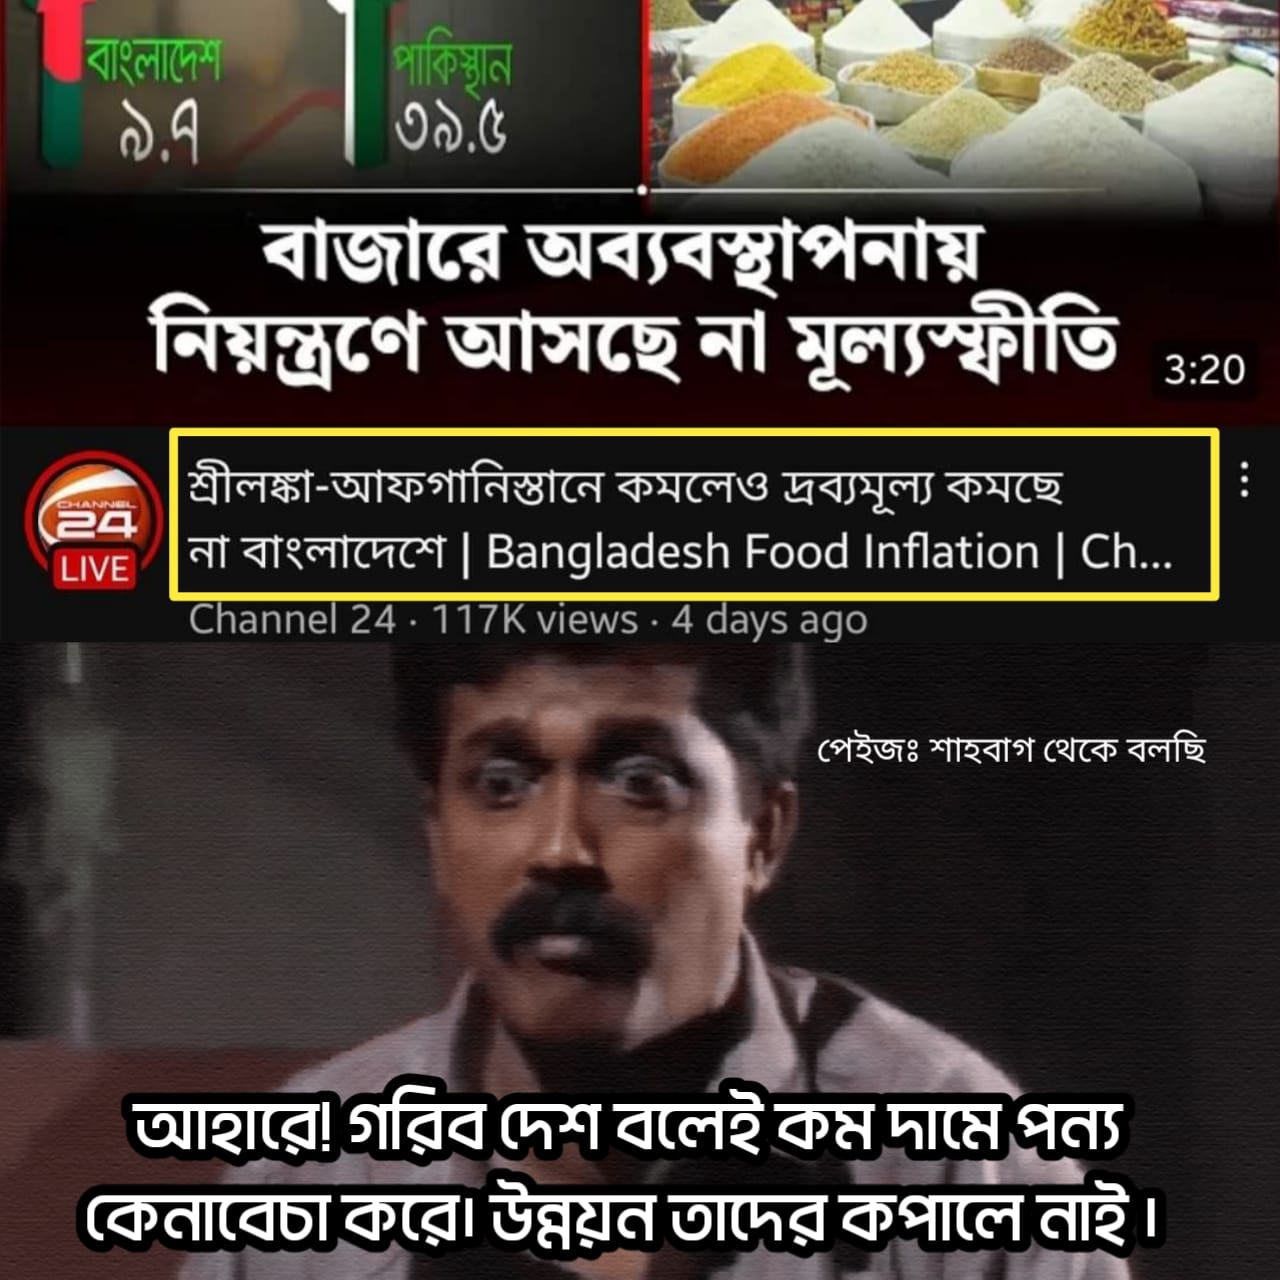 বাংলাদেশ
৯.৭
পাকিস্থান
৩৯.৫
বাজারে অব্যবস্থাপনায়
নিয়ন্ত্রণে আসছে না মূল্যস্ফীতি
3:20
CHANNEL
24
LIVE
শ্রীলঙ্কা-আফগানিস্তানে কমলেও দ্রব্যমূল্য কমছে
না বাংলাদেশে | Bangladesh Food Inflation | Ch...
Channel 24 · 117K views · 4 days ago
পেইজঃ শাহবাগ থেকে বলছি
আহারে! গরিব দেশ বলেই কম দামে পন্য
কেনাবেচা করে। উন্নয়ন তাদের কপালে নাই ।